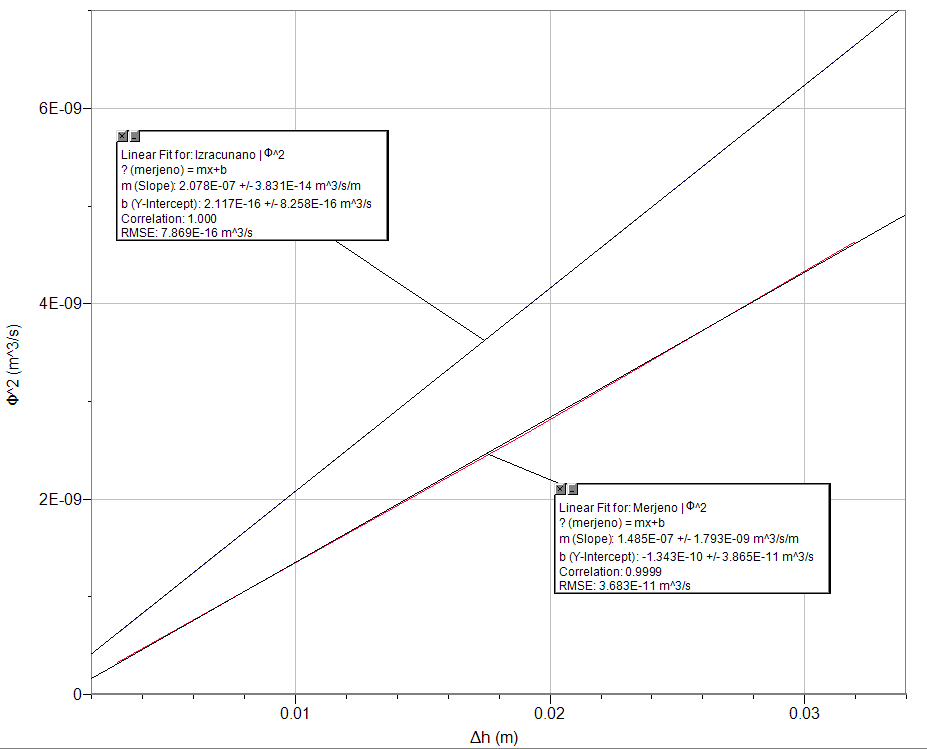 6E-09
Linear Fit for: Izracunano | Φ^2
? (merjeno) = mx+b
m (Slope): 2.078E-07 +/- 3.831E-14 m^3/s/m
b (Y-Intercept): 2.117E-16 +/- 8.258E-16 m^3/s
Correlation: 1.000
RMSE: 7.869E-16 m^3/s
4E-09
Φ^2 (m^3/s)
2E-09
Linear Fit for: Merjeno | Φ^2
? (merjeno) = mx+b
m (Slope): 1.485E-07 +/- 1.793E-09 m^3/s/m
b (Y-Intercept): -1.343E-10 +/- 3.865E-11 m^3/s
Correlation: 0.9999
RMSE: 3.683E-11 m^3/s
0
0.01 0.02 0.03
Δh (m)